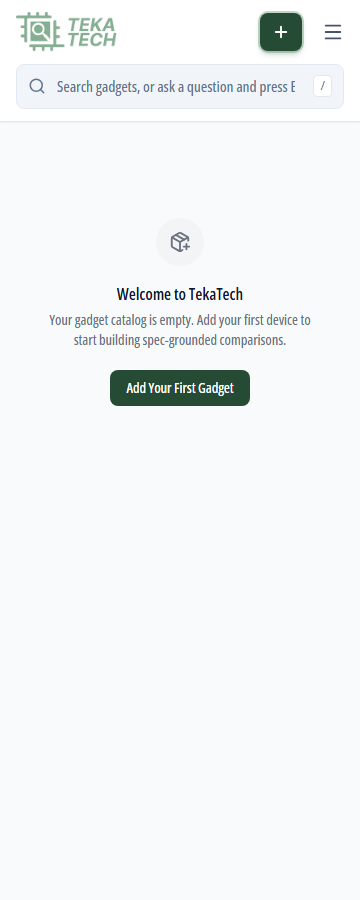 TEKA
TECH
Search gadgets, or ask a question and press E
/
Welcome to TekaTech
Your gadget catalog is empty. Add your first device to
start building spec-grounded comparisons.
Add Your First Gadget